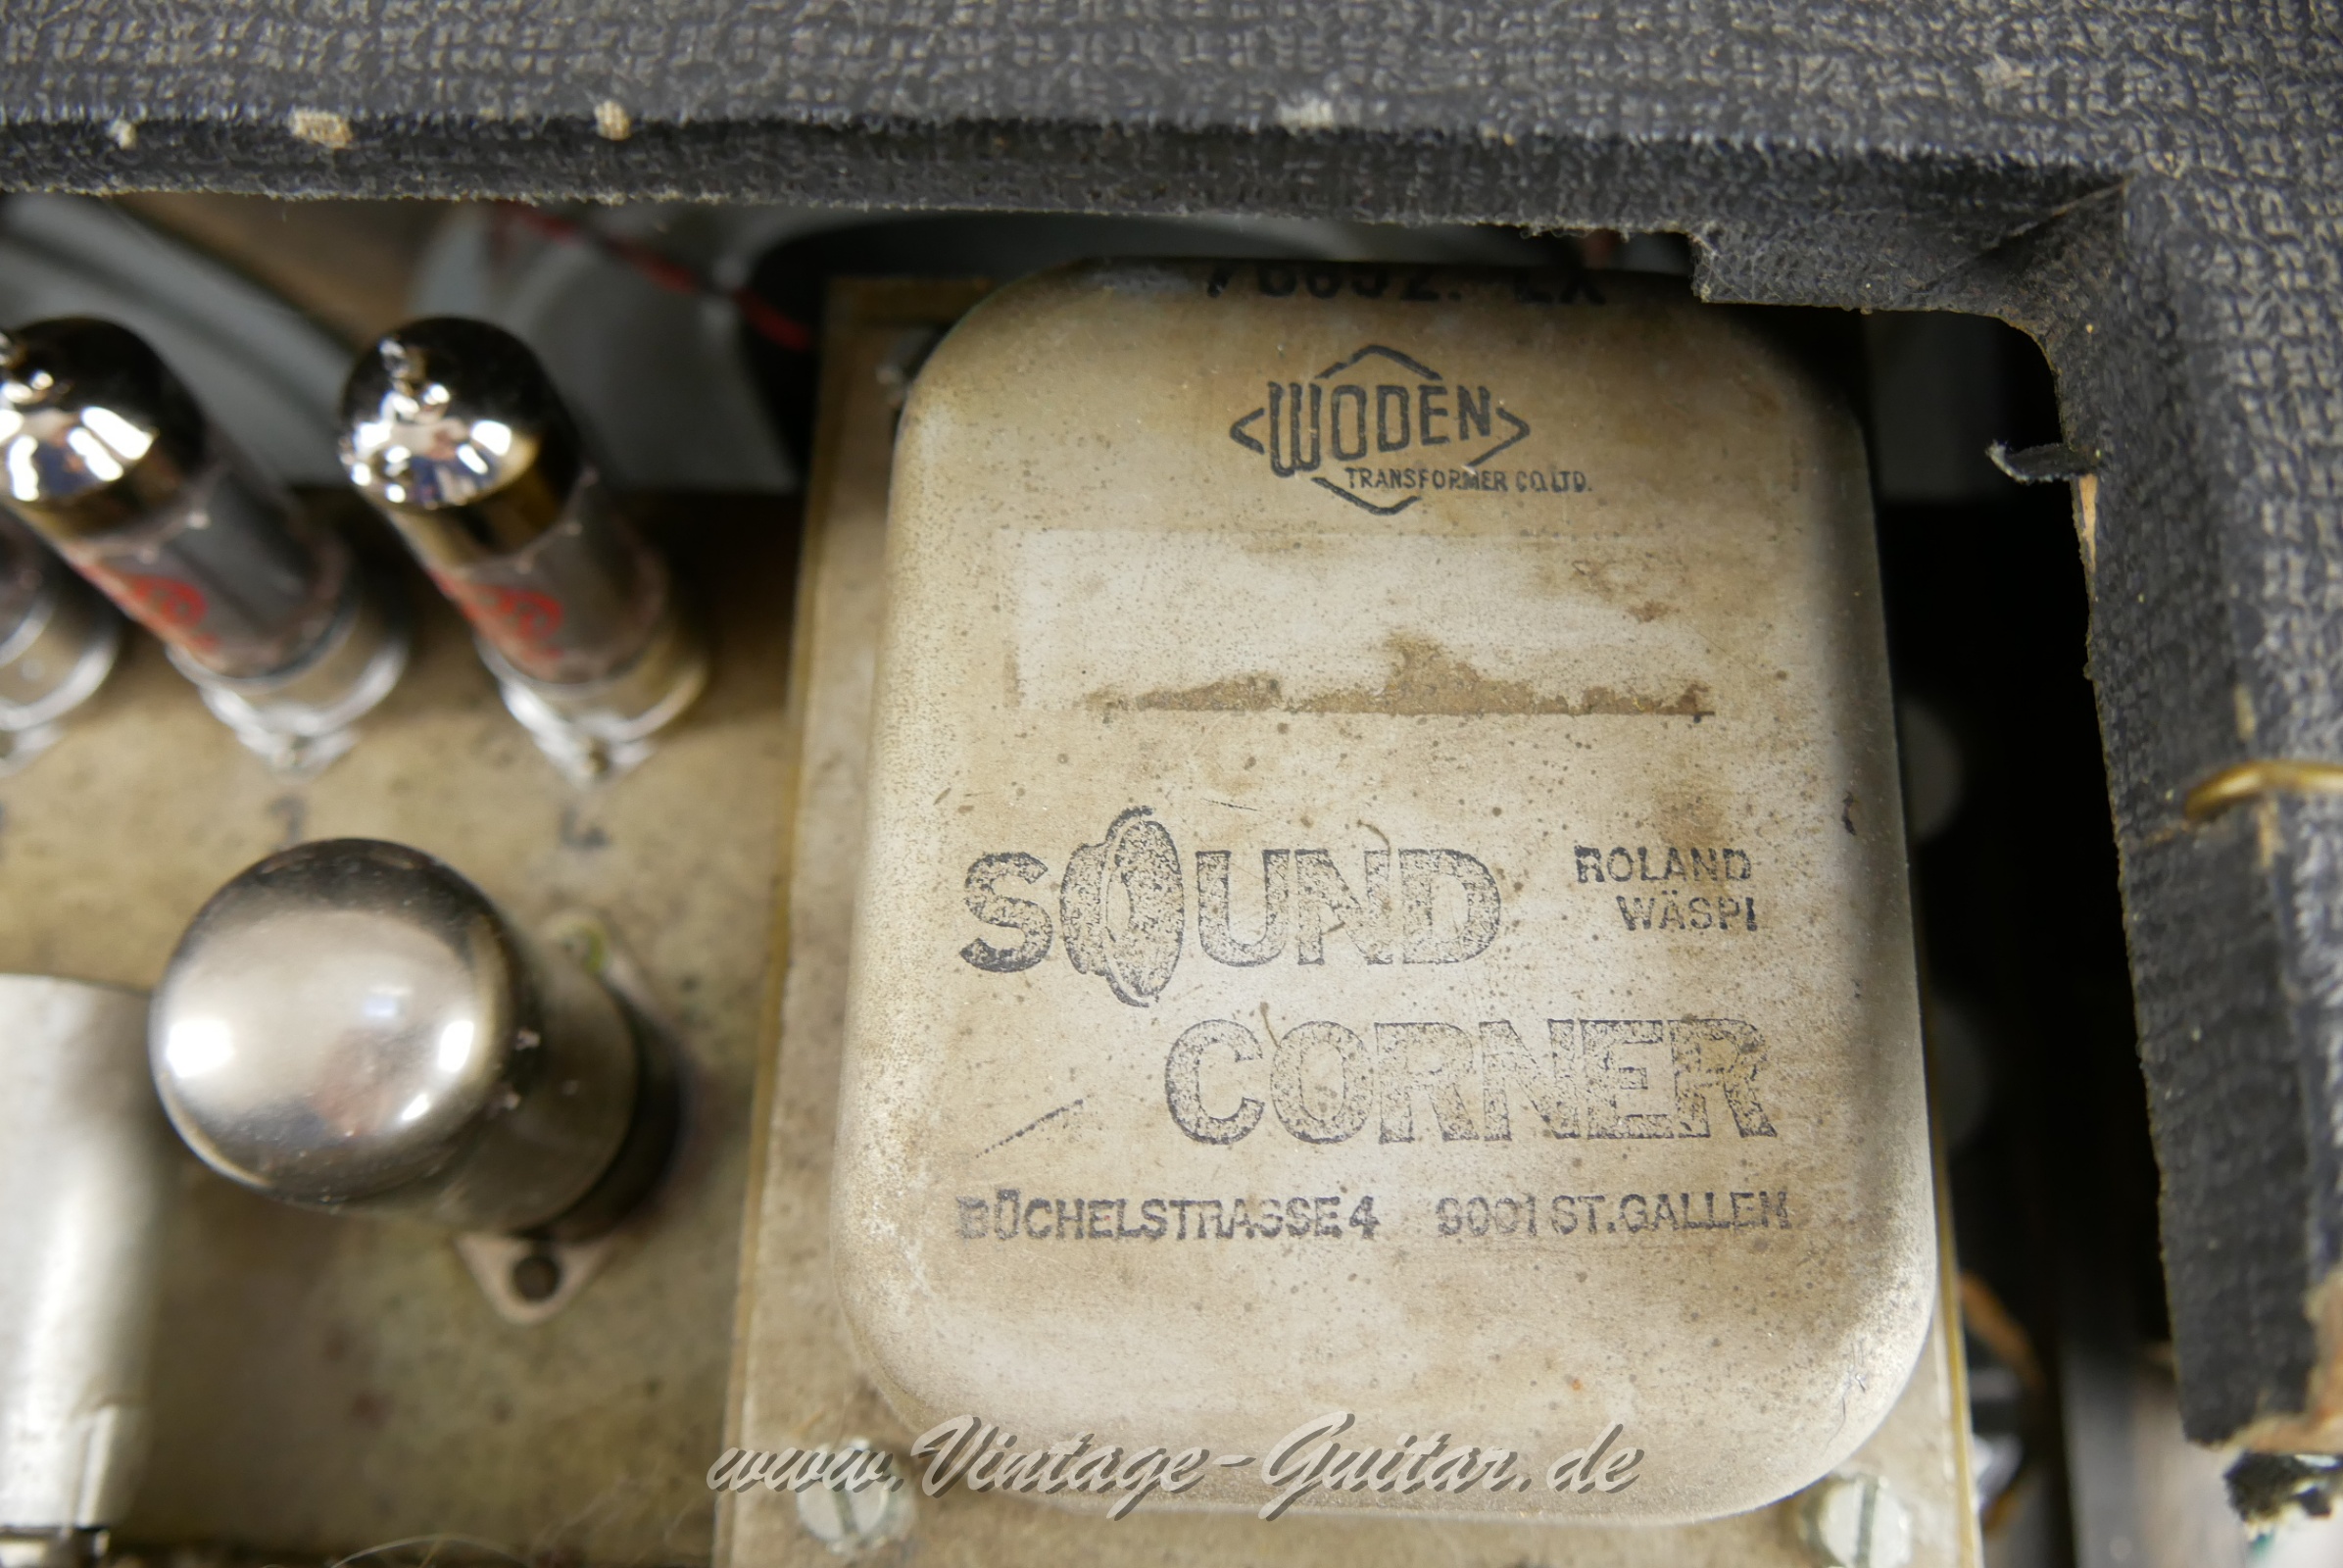 WODEN
TRANSFORMER CO. LTD.
SOUND
ROLAND
WÄSPI
CORNER
BÜCHELSTRASSE 4 9001 ST. GALLEN
www.Vintage-Guitar.de